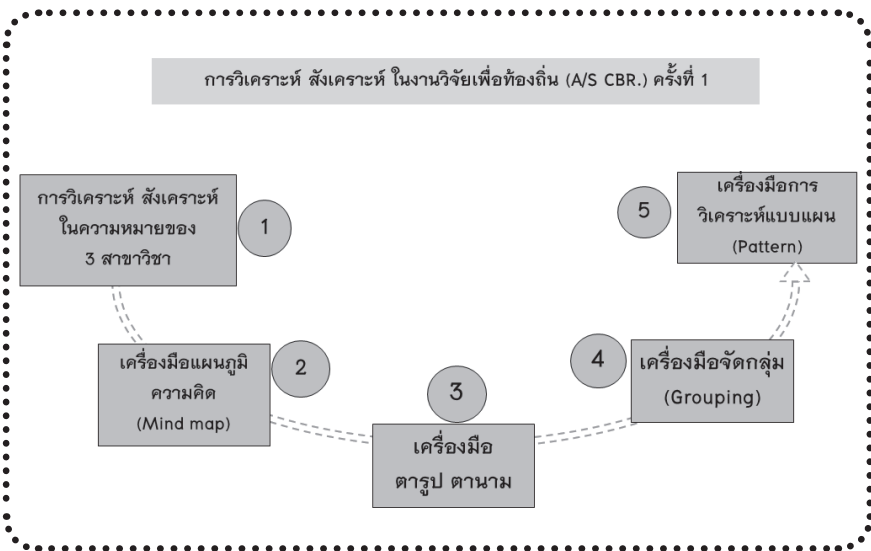 การวิเคราะห์ สังเคราะห์ ในงานวิจัยเพื่อท้องถิ่น (A/S CBR.) ครั้งที่ 1
การวิเคราะห์ สังเคราะห์
ในความหมายของ
3 สาขาวิชา
1
เครื่องมือแผนภูมิ
ความคิด
(Mind map)
2
3
เครื่องมือ
ตารูป ตานาม
4
เครื่องมือจัดกลุ่ม
(Grouping)
5
เครื่องมือการ
วิเคราะห์แบบแผน
(Pattern)